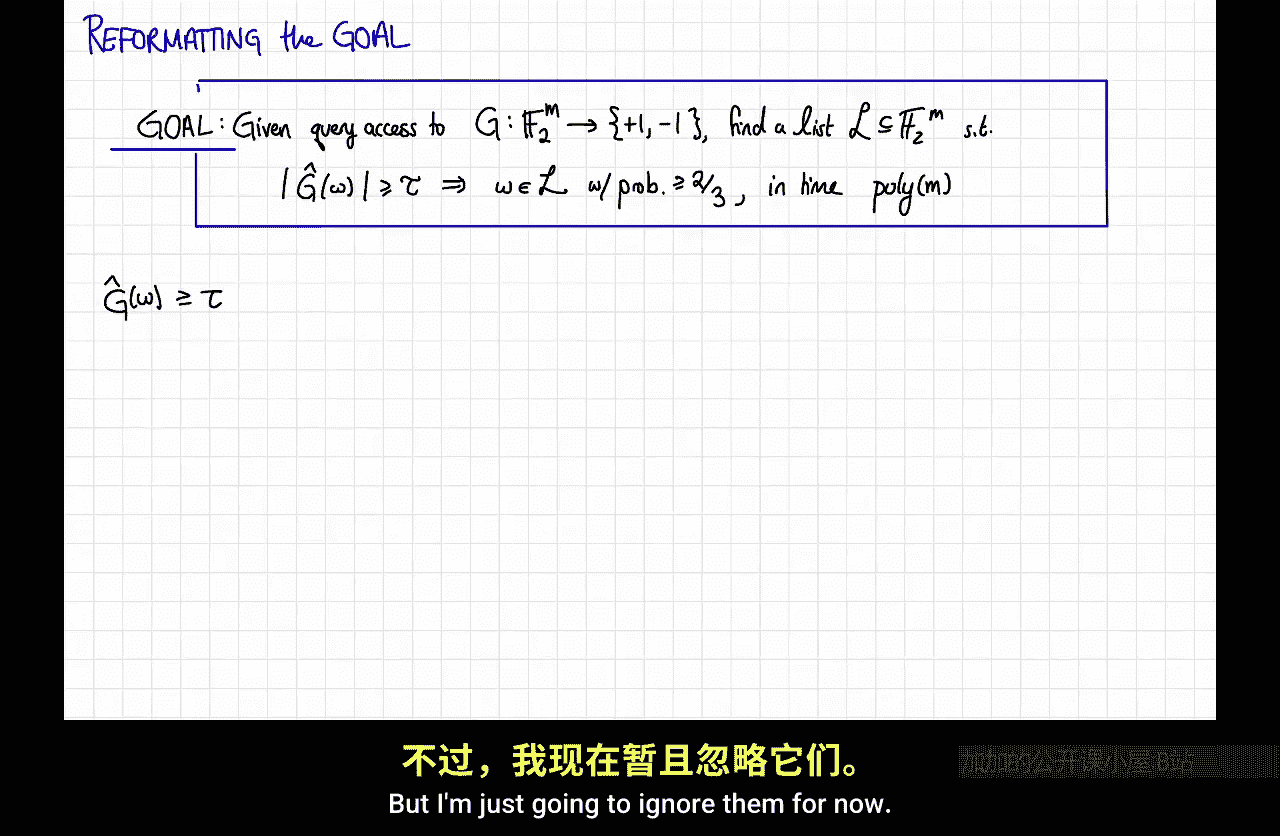 REFORMATTING the GOAL
GOAL: Given query access to G: 𝔽₂ᵐ → {+1, -1}, find a list ℒ ⊆ 𝔽₂ᵐ s.t.
|Ĝ(ω)| ≥ τ ⇒ ω ∈ ℒ w/ prob. ≥ 2/3, in time poly(m)
Ĝ(ω) ≥ τ
不过，我现在暂且忽略它们。
But I'm just going to ignore them for now.